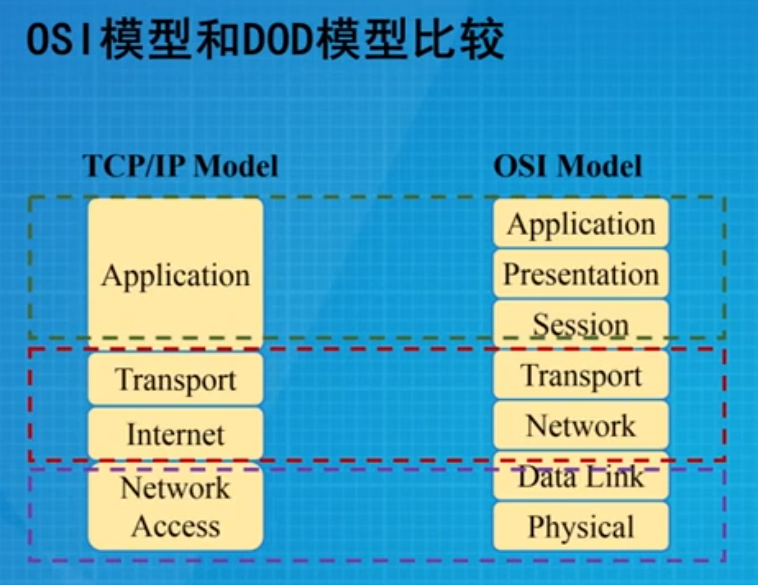 OSI模型和DOD模型比较
TCP/IP Model
Application
Transport
Internet
Network
Access
OSI Model
Application
Presentation
Session
Transport
Network
Data Link
Physical